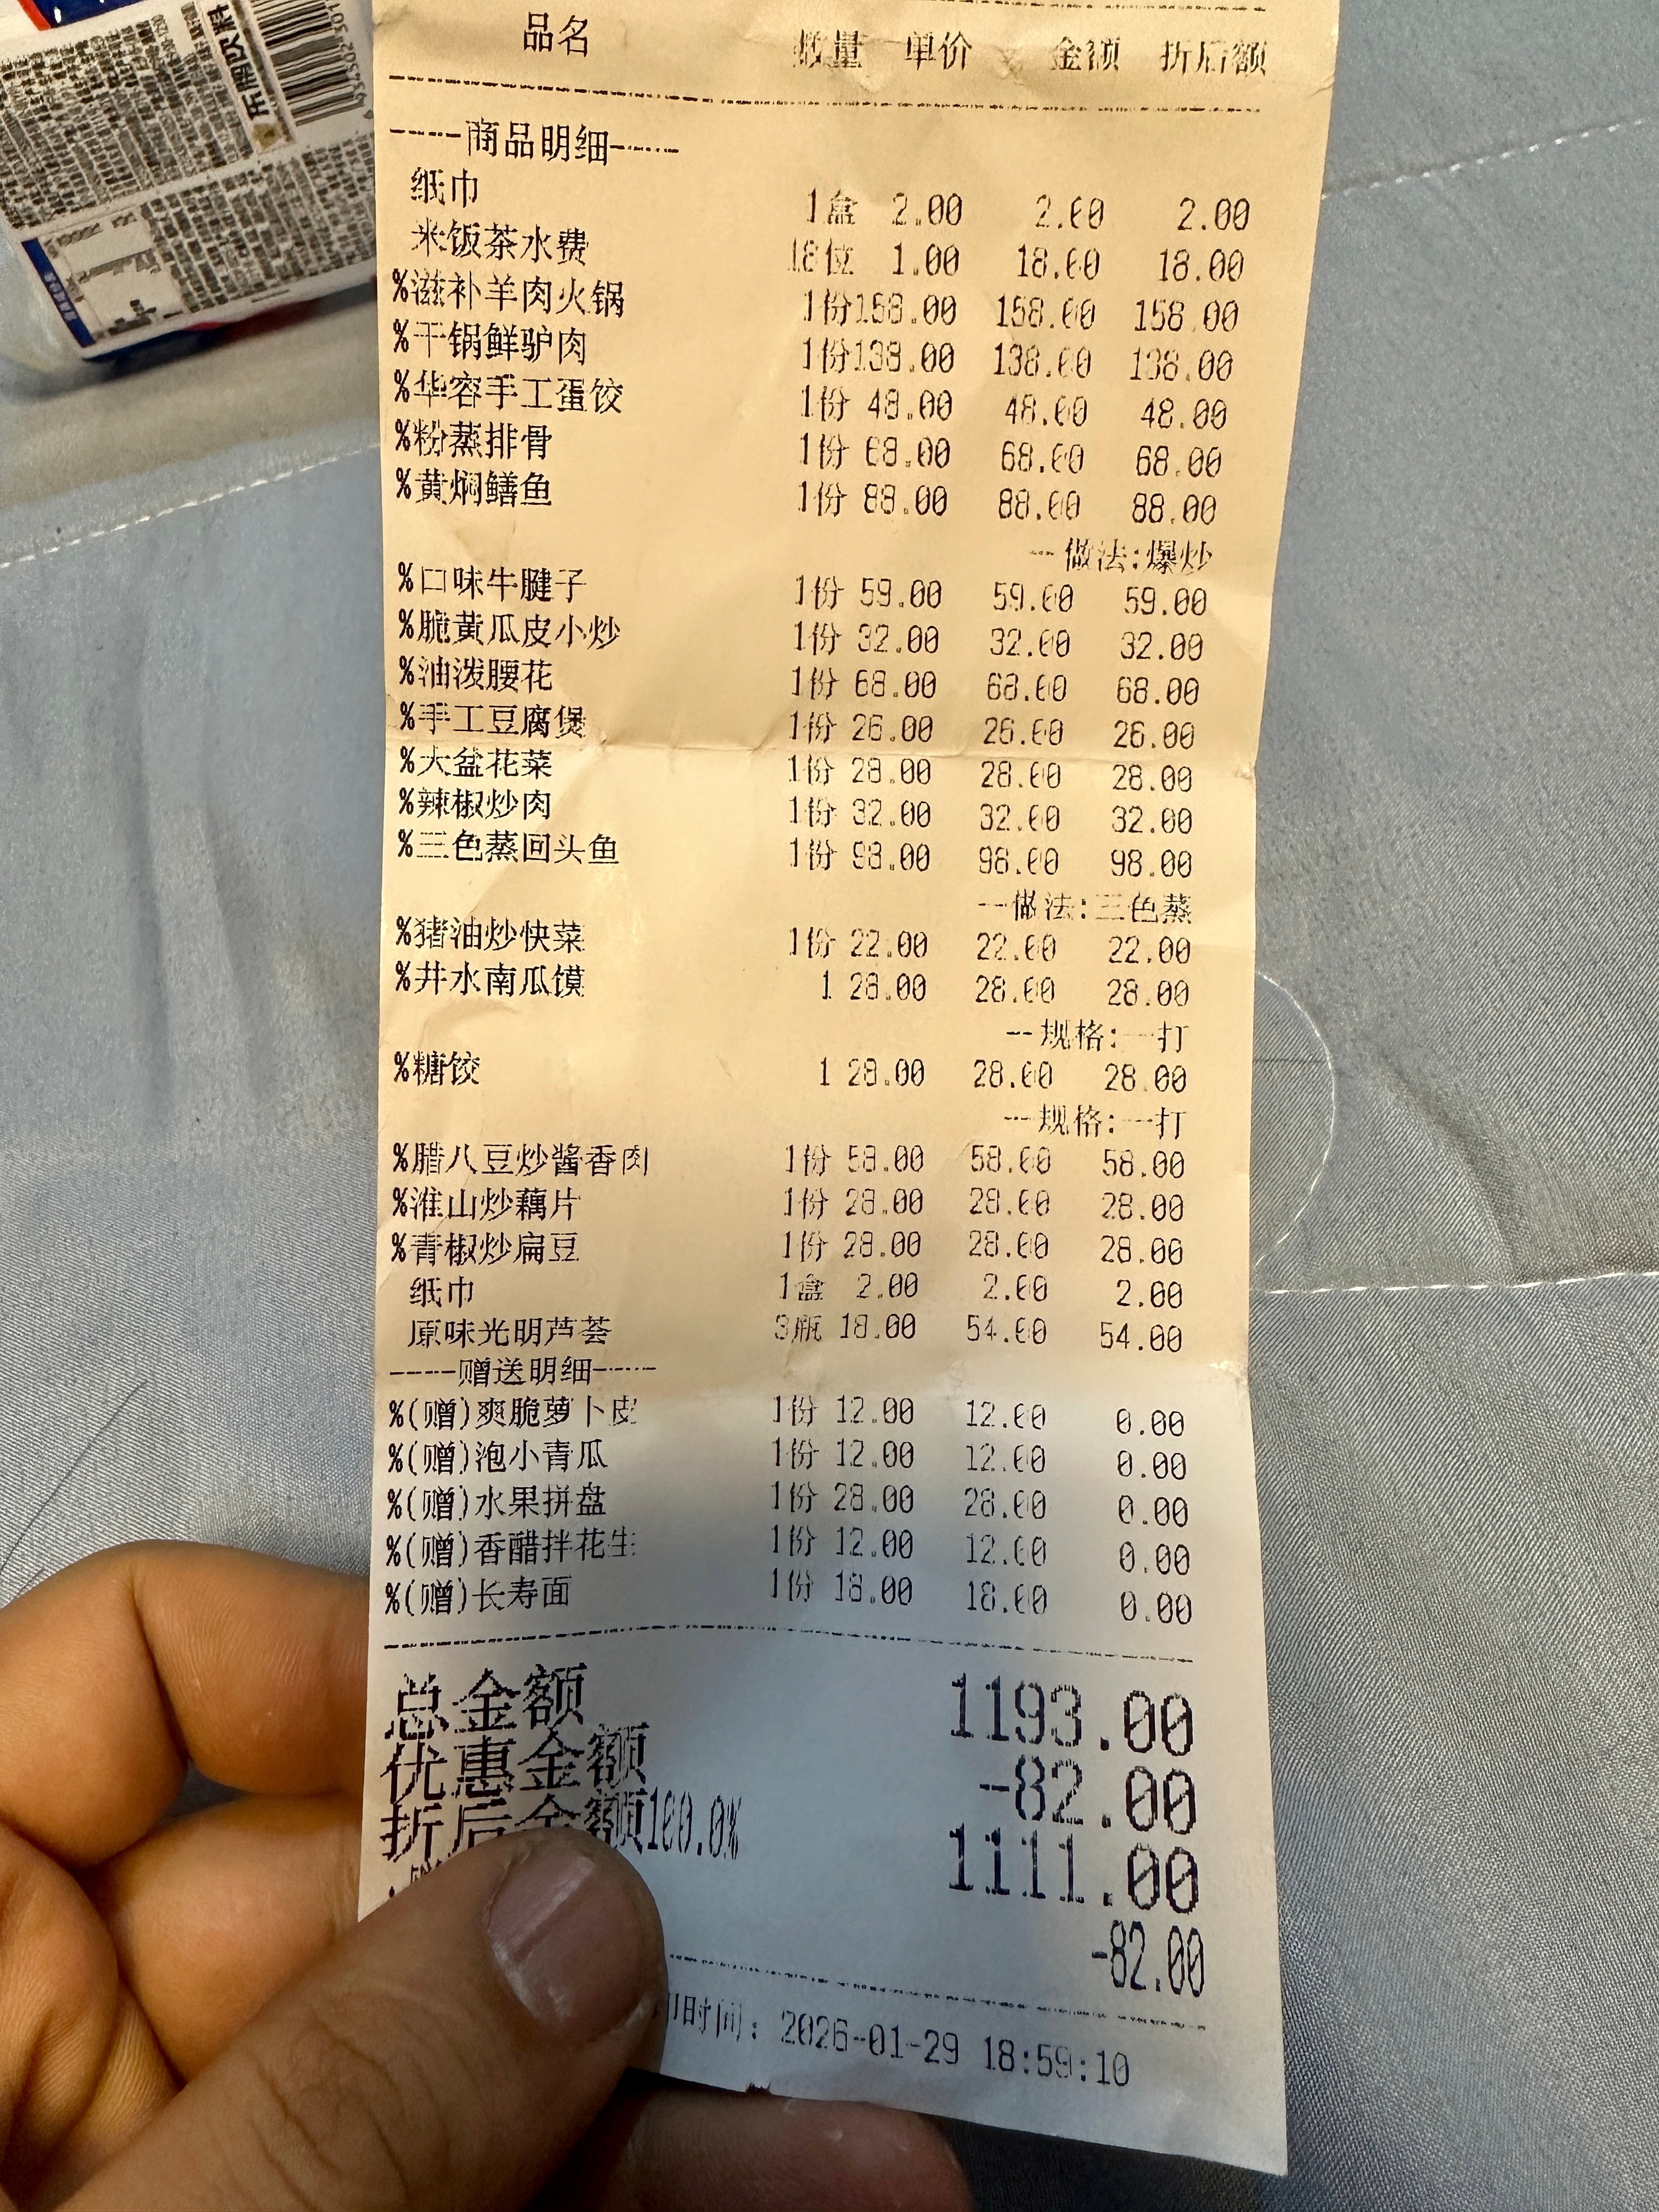 乐脾饮料
品名 数量 单价 金额 折后额
----商品明细----
纸巾 1盒 2.00 2.00 2.00
米饭茶水费 18位 1.00 18.00 18.00
%滋补羊肉火锅 1份158.00 158.00 158.00
%干锅鲜驴肉 1份138.00 138.00 138.00
%华容手工蛋饺 1份 48.00 48.00 48.00
%粉蒸排骨 1份 68.00 68.00 68.00
%黄焖鳝鱼 1份 88.00 88.00 88.00
--做法:爆炒
%口味牛腱子 1份 59.00 59.00 59.00
%脆黄瓜皮小炒 1份 32.00 32.00 32.00
%油泼腰花 1份 68.00 68.00 68.00
%手工豆腐煲 1份 26.00 26.00 26.00
%大盆花菜 1份 28.00 28.00 28.00
%辣椒炒肉 1份 32.00 32.00 32.00
%三色蒸回头鱼 1份 98.00 98.00 98.00
--做法:三色蒸
%猪油炒快菜 1份 22.00 22.00 22.00
%井水南瓜馍 1 28.00 28.00 28.00
--规格:一打
%糖饺 1 28.00 28.00 28.00
--规格:一打
%腊八豆炒酱香肉 1份 58.00 58.00 58.00
%淮山炒藕片 1份 28.00 28.00 28.00
%青椒炒扁豆 1份 28.00 28.00 28.00
纸巾 1盒 2.00 2.00 2.00
原味光明芦荟 3瓶 18.00 54.00 54.00
----赠送明细----
%(赠)爽脆萝卜皮 1份 12.00 12.00 0.00
%(赠)泡小青瓜 1份 12.00 12.00 0.00
%(赠)水果拼盘 1份 28.00 28.00 0.00
%(赠)香醋拌花生 1份 12.00 12.00 0.00
%(赠)长寿面 1份 18.00 18.00 0.00
总金额 1193.00
优惠金额 -82.00
折后金额100.0% 1111.00
-82.00
印时间: 2026-01-29 18:59:10